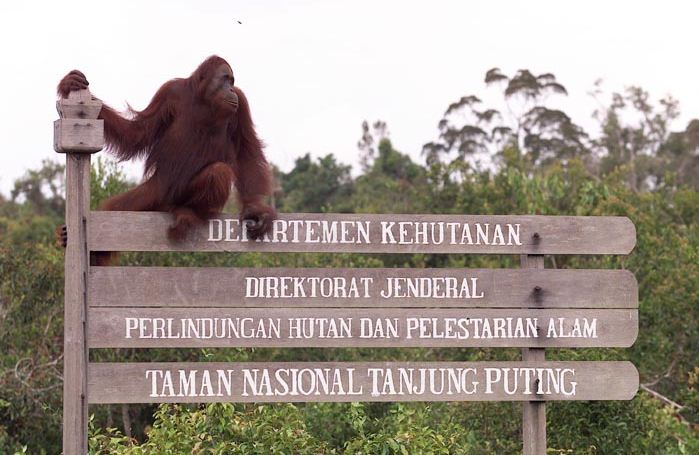 DEPARTEMEN KEHUTANAN
DIREKTORAT JENDERAL
PERLINDUNGAN HUTAN DAN PELESTARIAN ALAM
TAMAN NASIONAL TANJUNG PUTING